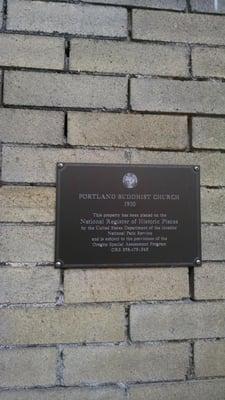 PORTLAND BUDDHIST CHURCH
1910
This property has been placed on the
National Register of Historic Places
by the United States Department of the Interior
National Park Service
and is subject to the provisions of the
Oregon Special Assessment Program
ORS 358-475-565